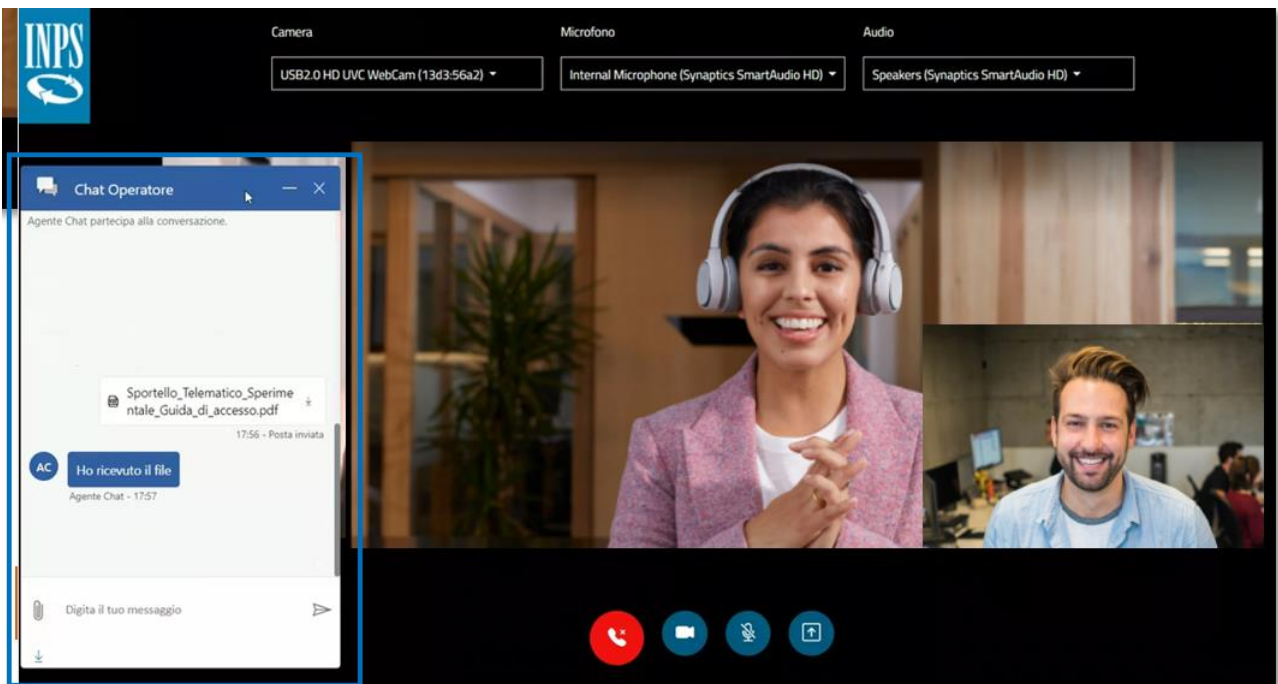 INPS
Camera
Microfono
Audio
USB2.0 HD UVC WebCam (13d3:56a2)
Internal Microphone (Synaptics SmartAudio HD)
Speakers (Synaptics SmartAudio HD)
Chat Operatore
Agente Chat partecipa alla conversazione.
Sportello_Telematico_Sperime
ntale_Guida_di_accesso.pdf
17:56 - Posta inviata
AC
Ho ricevuto il file
Agente Chat - 17:57
Digita il tuo messaggio